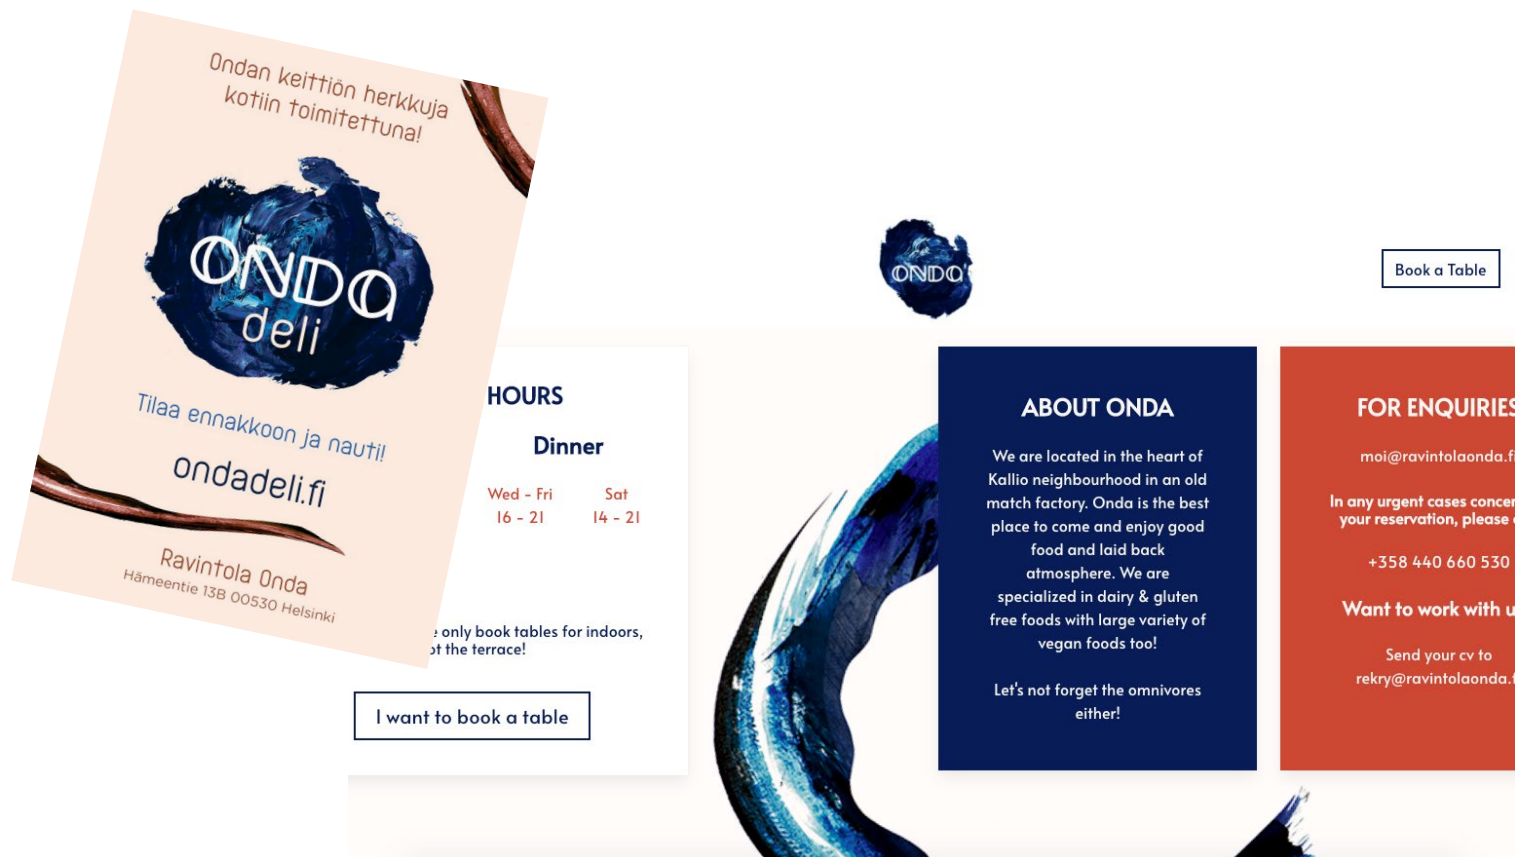 Ondan keittiön herkkuja
kotiin toimitettuna!
ONDA
deli
Tilaa ennakkoon ja nauti!
ondadeli.fi
Ravintola Onda
Hämeentie 13B 00530 Helsinki
ONDA
Book a Table
HOURS
Dinner
Wed - Fri
16 - 21
Sat
14 - 21
only book tables for indoors,
the terrace!
I want to book a table
ABOUT ONDA
We are located in the heart of
Kallio neighbourhood in an old
match factory. Onda is the best
place to come and enjoy good
food and laid back
atmosphere. We are
specialized in dairy & gluten
free foods with large variety of
vegan foods too!
Let's not forget the omnivores
either!
FOR ENQUIRIES
moi@ravintolaonda.fi
In any urgent cases
your reservation, please
+358 440 660 530
Want to work with
Send your cv to
rekry@ravintolaonda.f